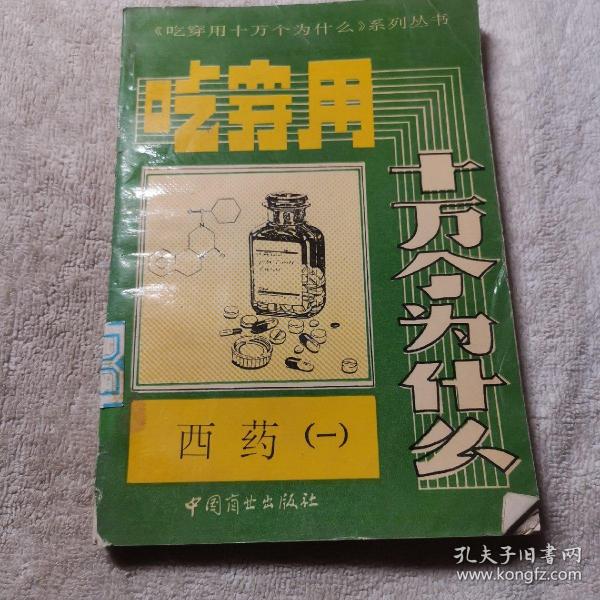 《吃穿用十万个为什么》系列丛书
吃穿用
十万个为什么
西药(一)
中国商业出版社
孔夫子旧书网
www.kongfz.com